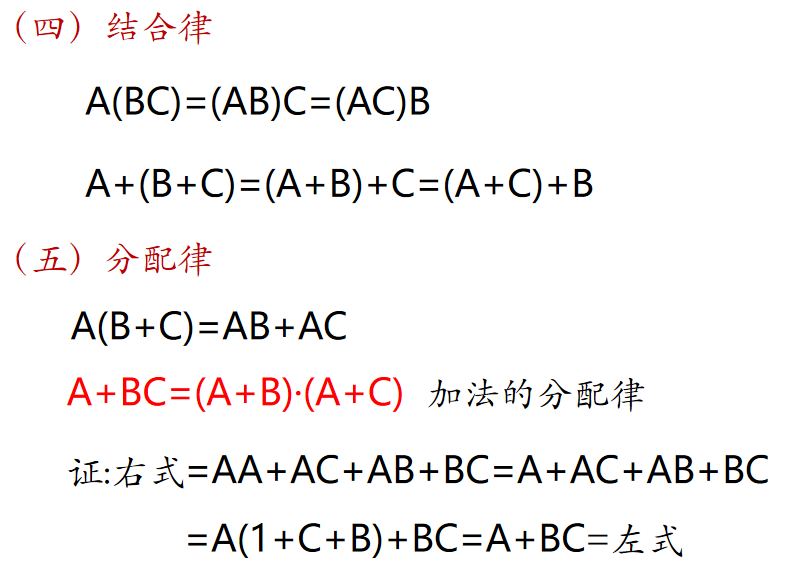 （四）结合律
A(BC)=(AB)C=(AC)B
A+(B+C)=(A+B)+C=(A+C)+B
（五）分配律
A(B+C)=AB+AC
A+BC=(A+B)·(A+C) 加法的分配律
证:右式=AA+AC+AB+BC=A+AC+AB+BC
=A(1+C+B)+BC=A+BC=左式